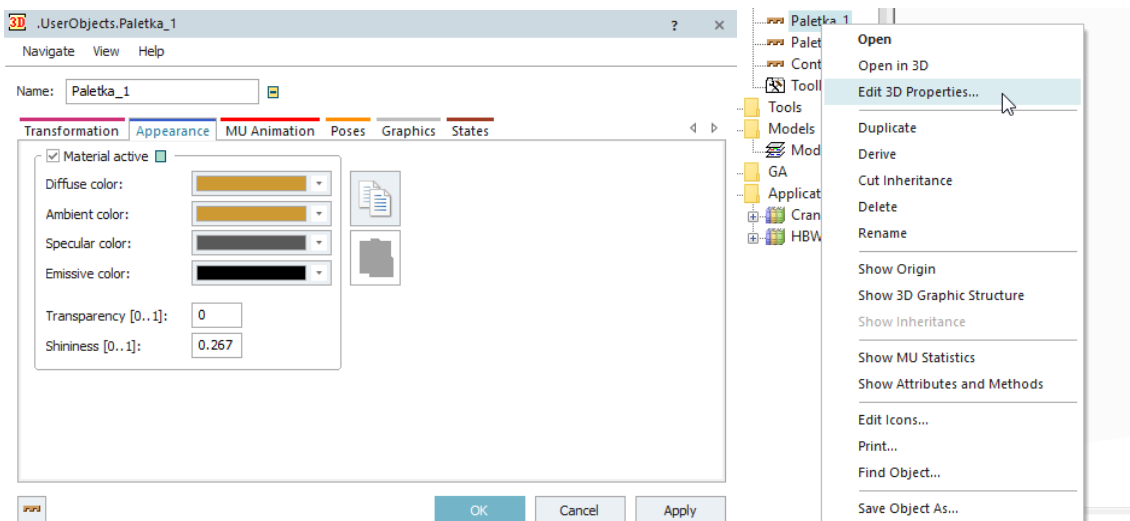 3D .UserObjects.Paletka_1 ? ×
Navigate View Help
Name: Paletka_1
Transformation Appearance MU Animation Poses Graphics States
Material active
Diffuse color:
Ambient color:
Specular color:
Emissive color:
Transparency [0..1]: 0
Shininess [0..1]: 0.267
OK Cancel Apply
Paletka_1
Palet
Cont
Tooll
Tools
Models
Mod
GA
Applicat
Cran
HBW
Open
Open in 3D
Edit 3D Properties...
Duplicate
Derive
Cut Inheritance
Delete
Rename
Show Origin
Show 3D Graphic Structure
Show Inheritance
Show MU Statistics
Show Attributes and Methods
Edit Icons...
Print...
Find Object...
Save Object As...